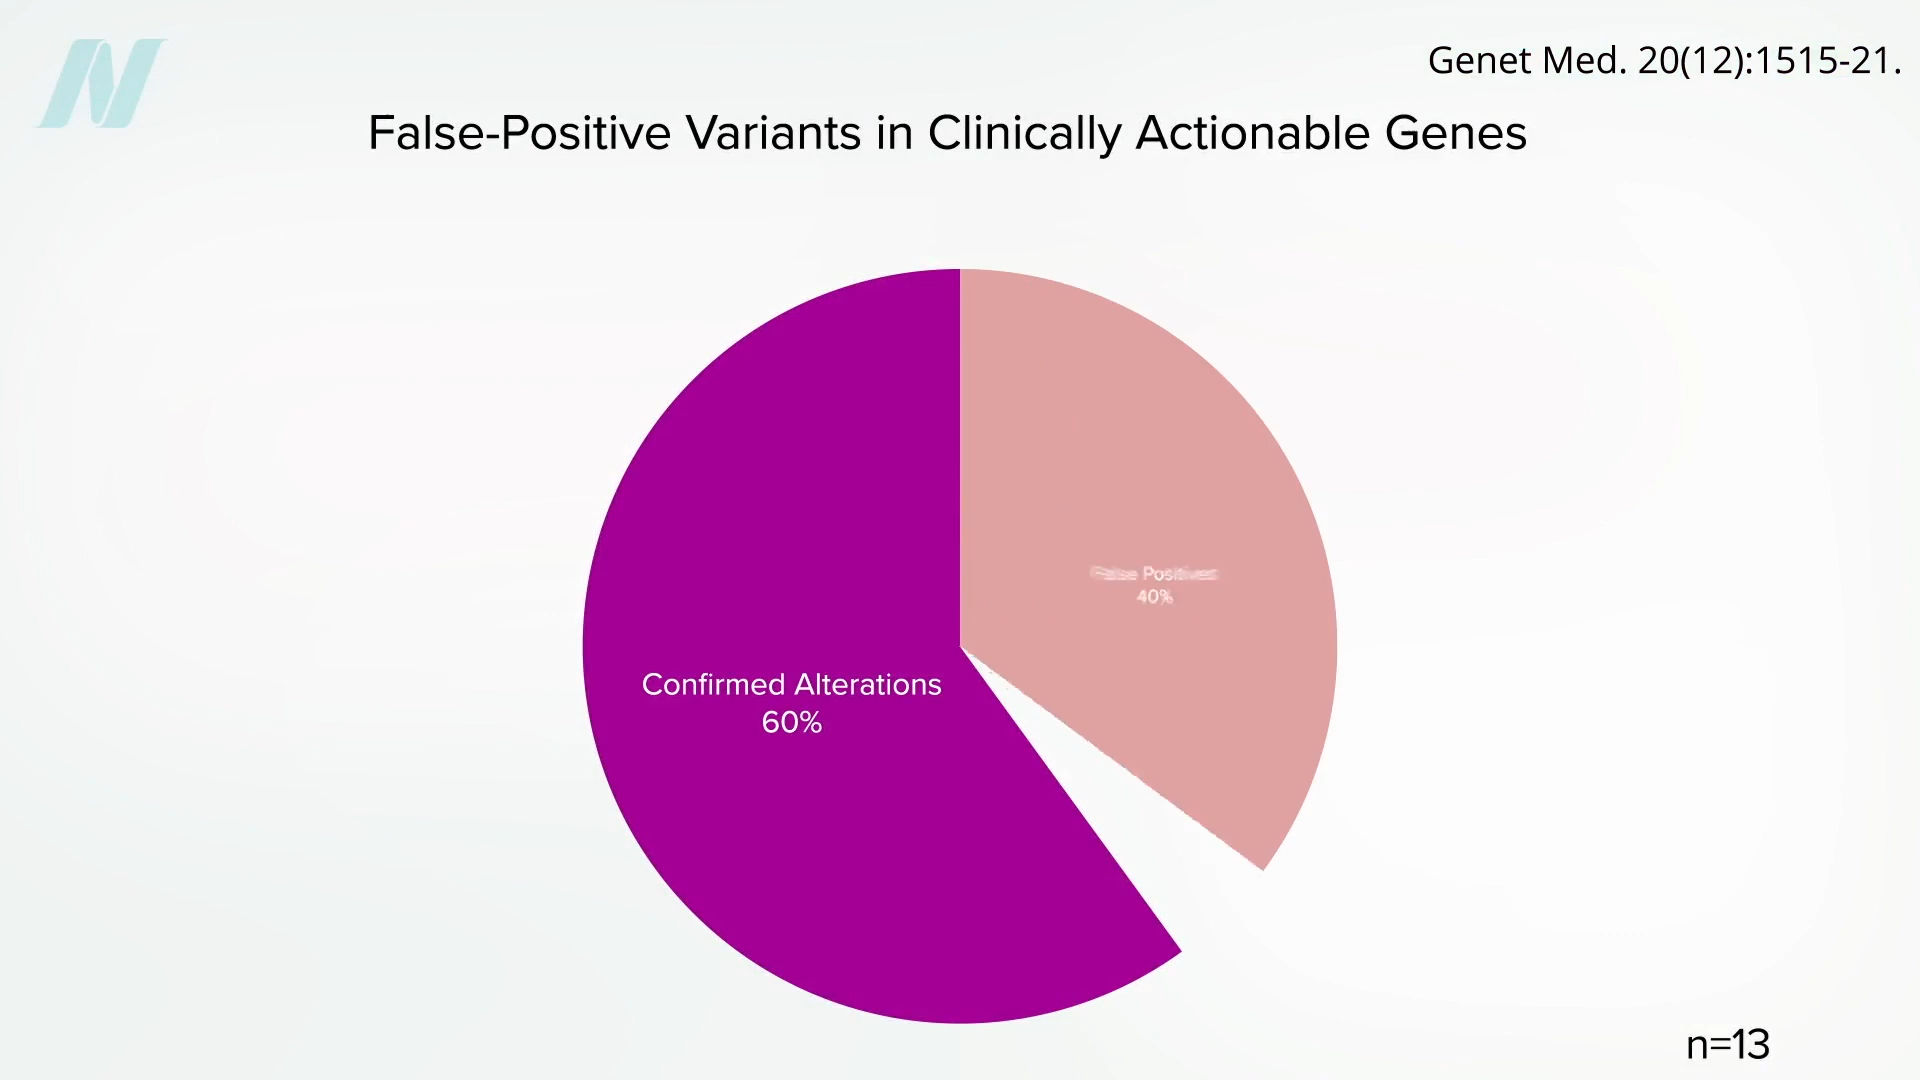 Genet Med. 20(12):1515-21.
False-Positive Variants in Clinically Actionable Genes
False Positives
40%
Confirmed Alterations
60%
n=13